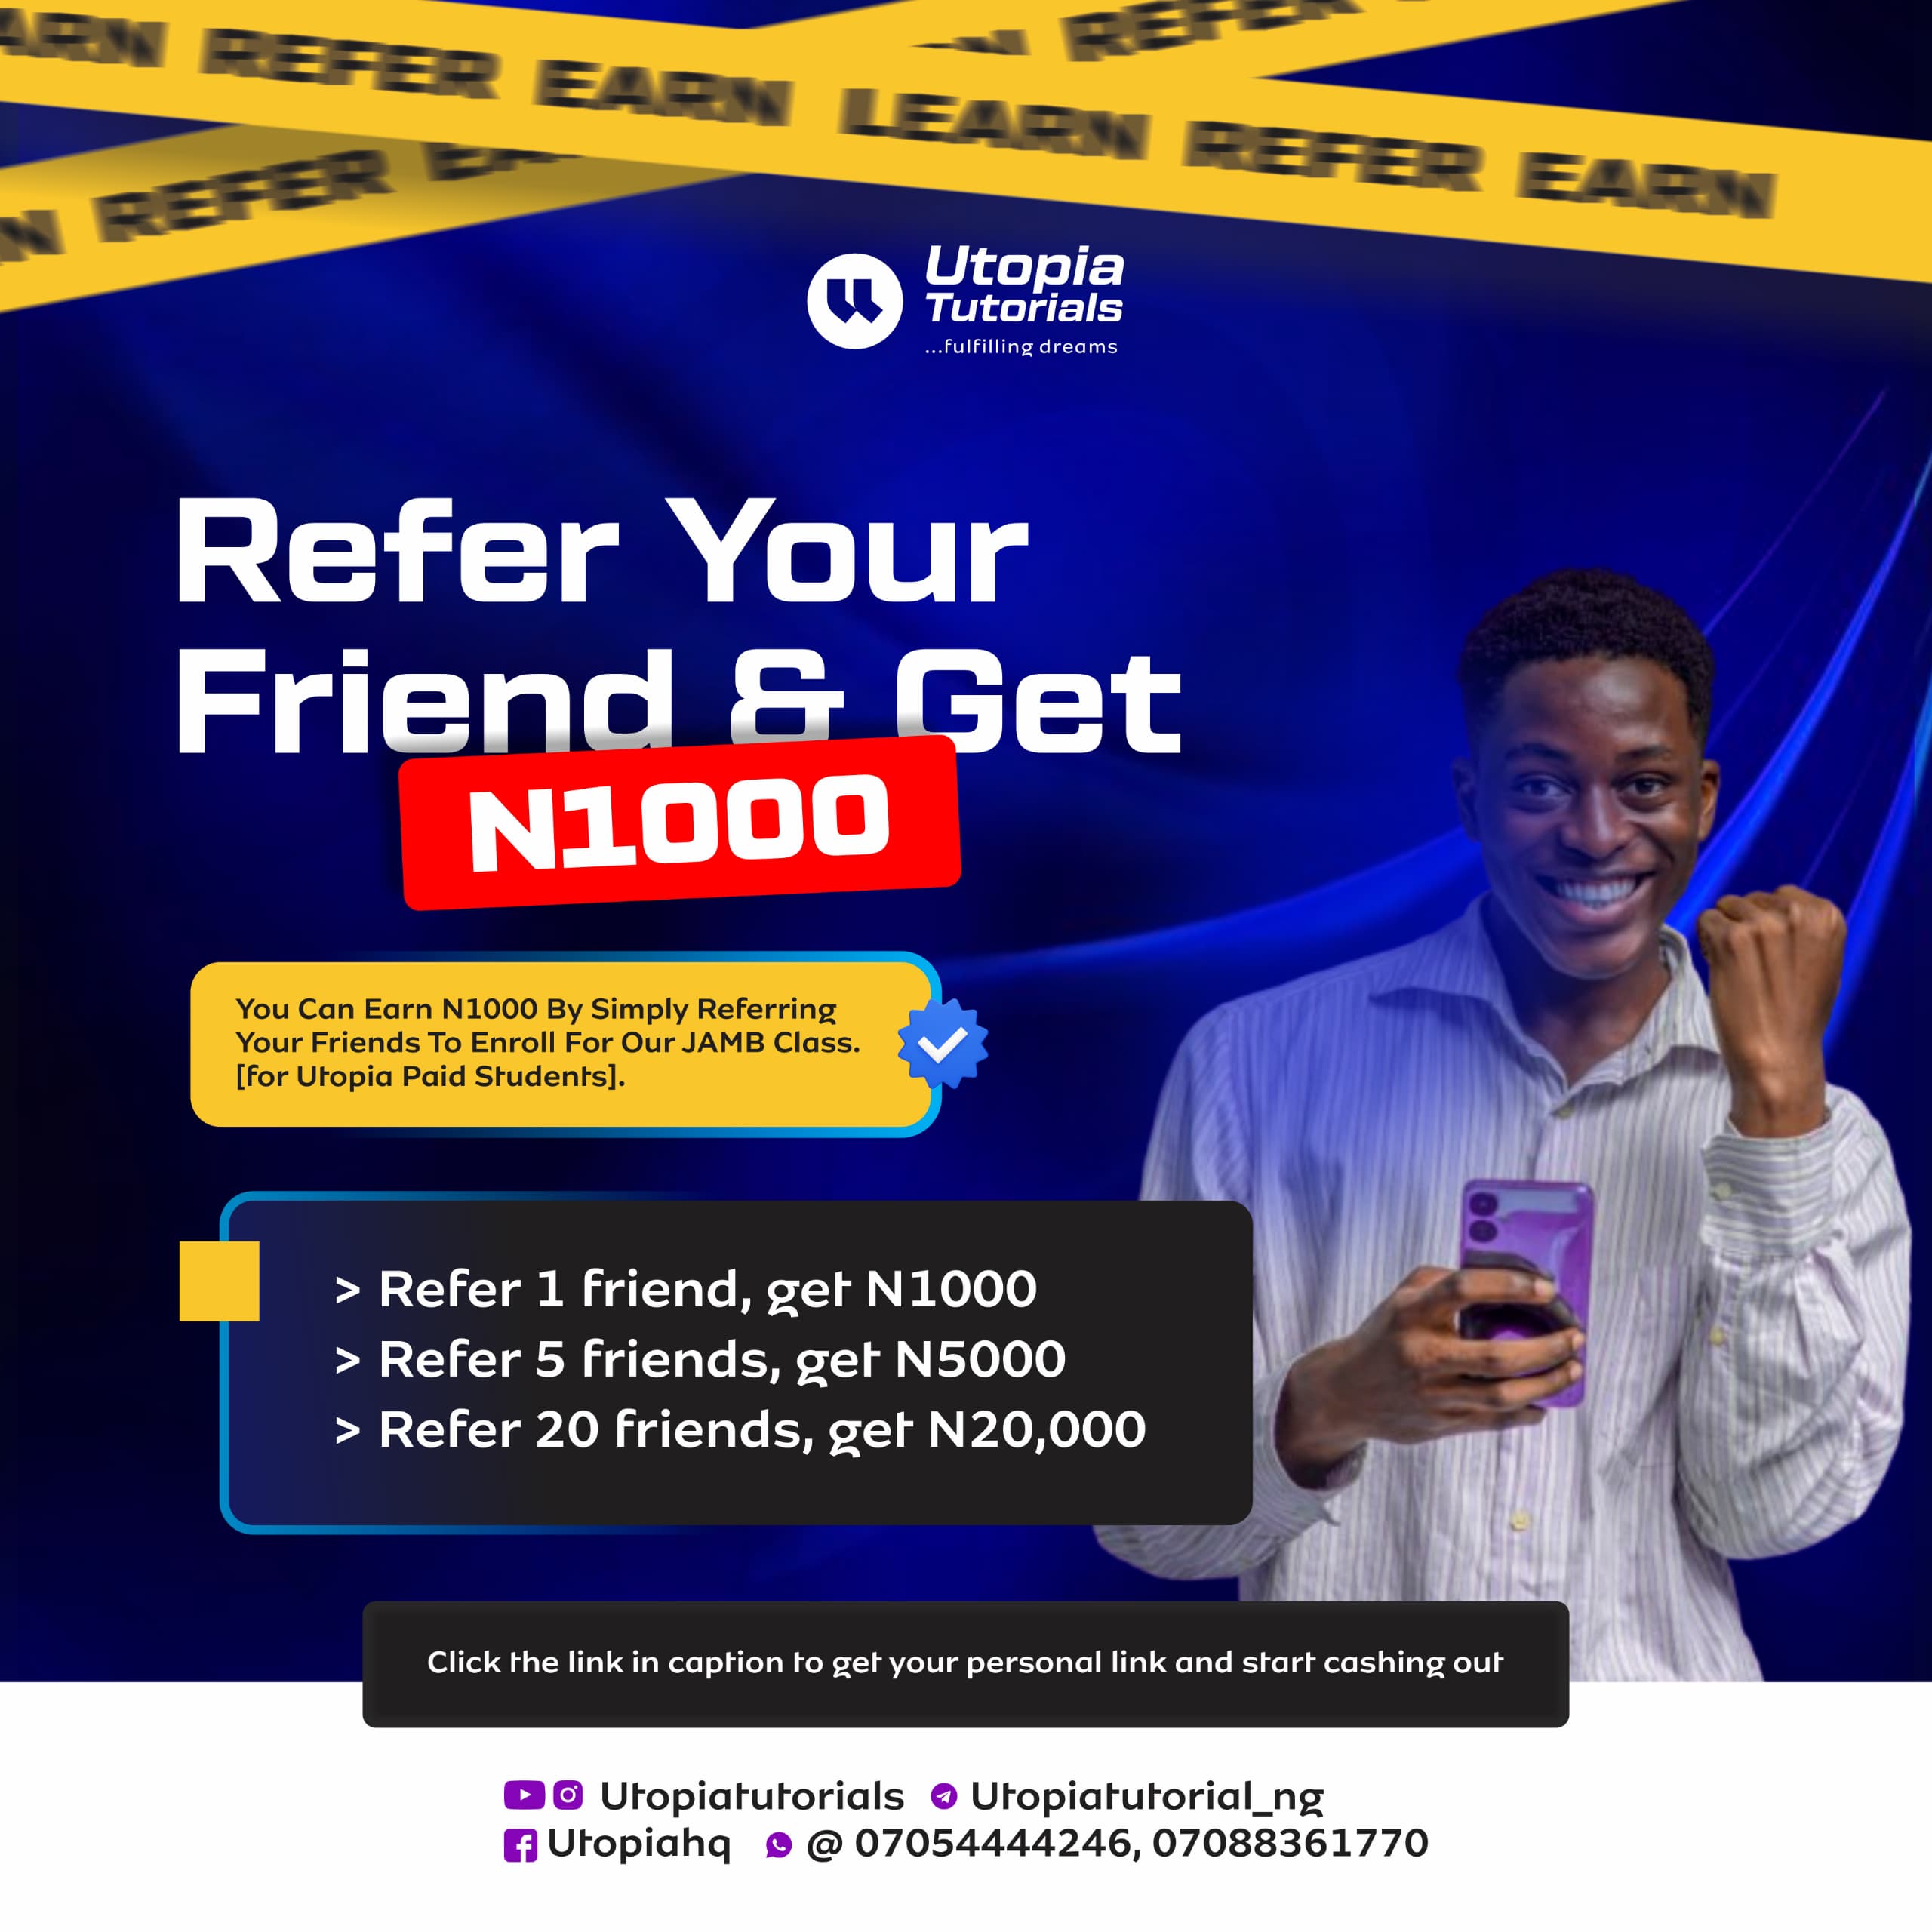 ARN REFER EARN LEARN REFER EARN
REFER
REFER
Utopia
Tutorials
...fulfilling dreams
Refer Your
Friend & Get
N1000
You Can Earn N1000 By Simply Referring
Your Friends To Enroll For Our JAMB Class.
[for Utopia Paid Students].
> Refer 1 friend, get N1000
> Refer 5 friends, get N5000
> Refer 20 friends, get N20,000
Click the link in caption to get your personal link and start cashing out
Utopiatutorials Utopiatutorial_ng
Utopiahq @ 07054444246, 07088361770